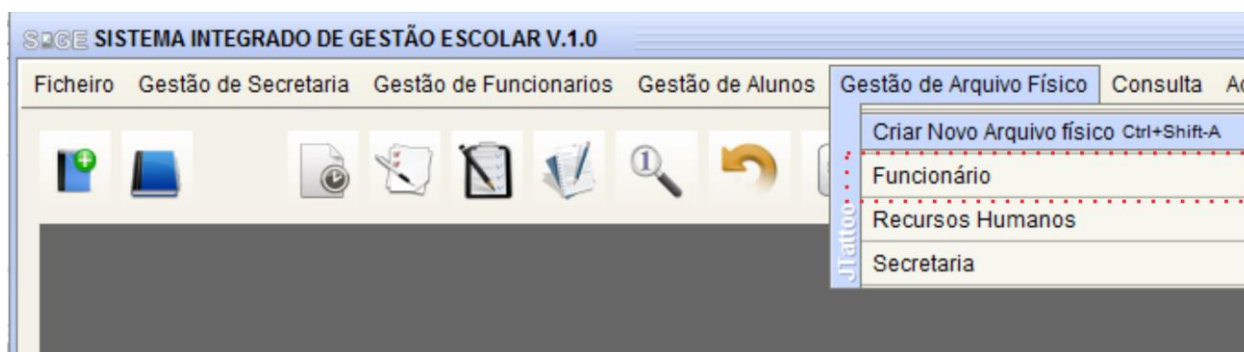 SIGE SISTEMA INTEGRADO DE GESTÃO ESCOLAR V.1.0
Ficheiro Gestão de Secretaria Gestão de Funcionarios Gestão de Alunos Gestão de Arquivo Físico Consulta
Criar Novo Arquivo físico Ctrl+Shift-A
Funcionário
Recursos Humanos
Secretaria
JTattoo
1